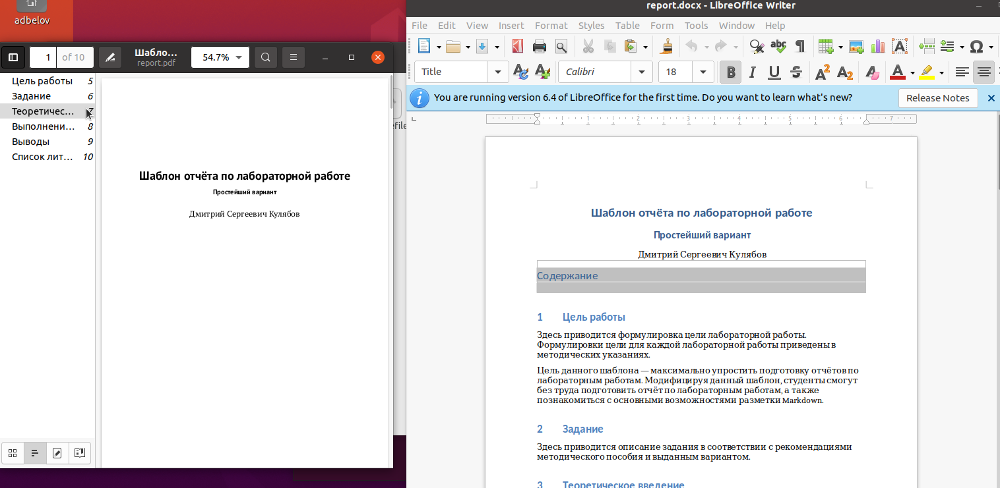 adbelov
1 of 10
Шабло...
report.pdf
54.7%
Цель работы 5
Задание 6
Теоретичес... 7
Выполнени... 8
Выводы 9
Список лит... 10
Шаблон отчёта по лабораторной работе
Простейший вариант
Дмитрий Сергеевич Кулябов
report.docx - LibreOffice Writer
File Edit View Insert Format Styles Table Form Tools Window Help
Title Calibri 18
You are running version 6.4 of LibreOffice for the first time. Do you want to learn what's new? Release Notes
1 2 3 4 5 6 7
Шаблон отчёта по лабораторной работе
Простейший вариант
Дмитрий Сергеевич Кулябов
Содержание
1 Цель работы
Здесь приводится формулировка цели лабораторной работы.
Формулировки цели для каждой лабораторной работы приведены в
методических указаниях.
Цель данного шаблона — максимально упростить подготовку отчётов по
лабораторным работам. Модифицируя данный шаблон, студенты смогут
без труда подготовить отчёт по лабораторным работам, а также
познакомиться с основными возможностями разметки Markdown.
2 Задание
Здесь приводится описание задания в соответствии с рекомендациями
методического пособия и выданным вариантом.
3 Теоретическое введение